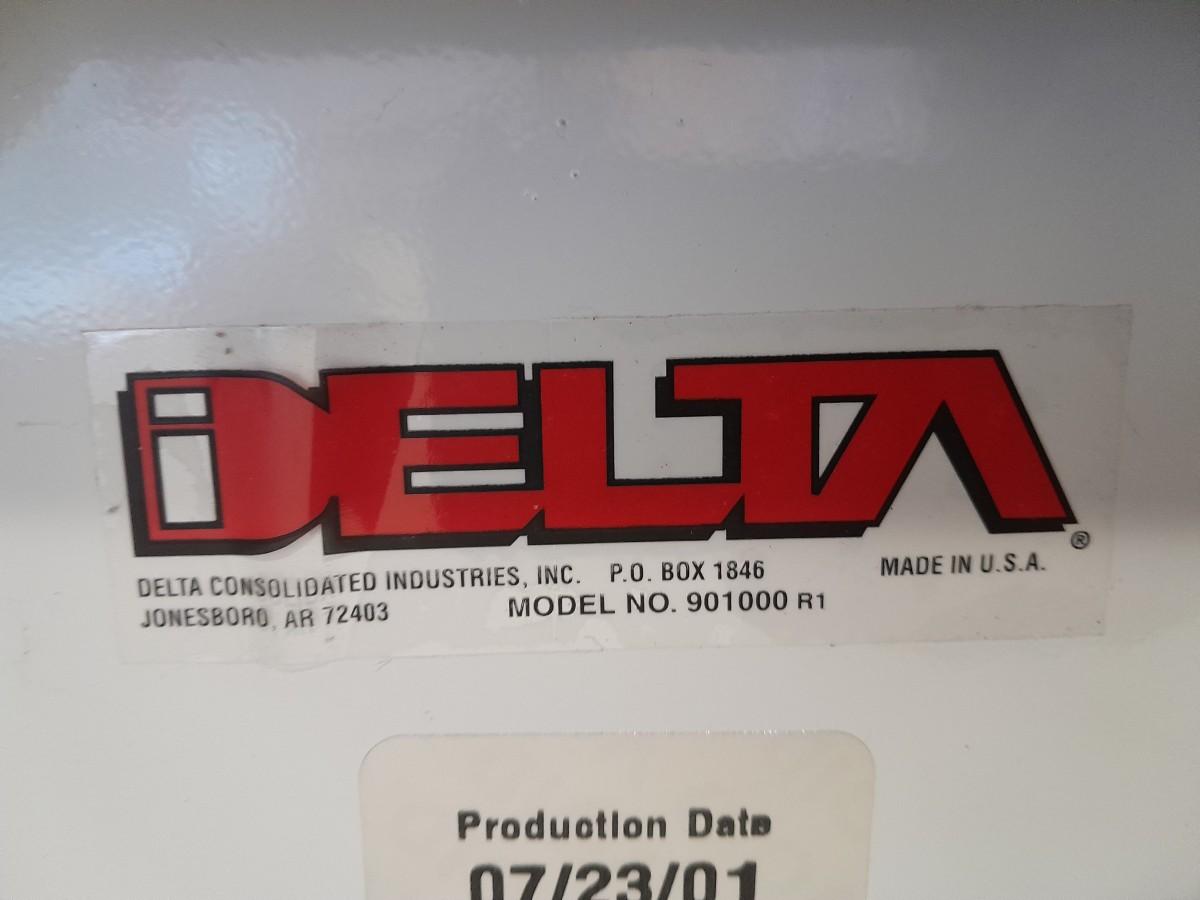 DELTA
®
DELTA CONSOLIDATED INDUSTRIES, INC. P.O. BOX 1846 MADE IN U.S.A.
JONESBORO, AR 72403 MODEL NO. 901000 R1
Production Date
07/23/01